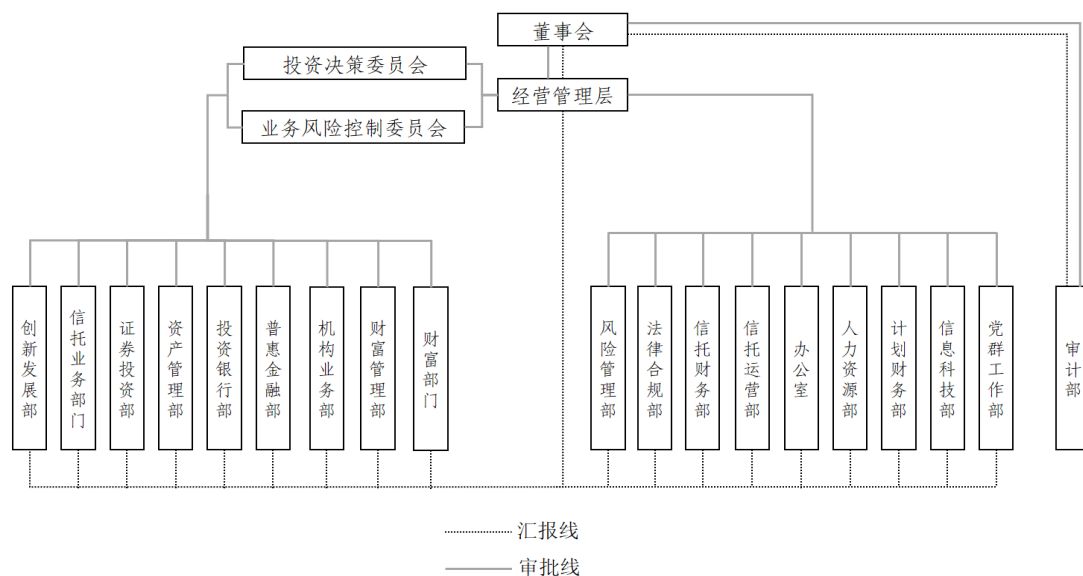 董事会
投资决策委员会
经营管理层
业务风险控制委员会
创新发展部
信托业务部门
证券投资部
资产管理部
投资银行部
普惠金融部
机构业务部
财富管理部
财富部门
风险管理部
法律合规部
信托财务部
信托运营部
办公室
人力资源部
计划财务部
信息科技部
党群工作部
审计部
汇报线
审批线